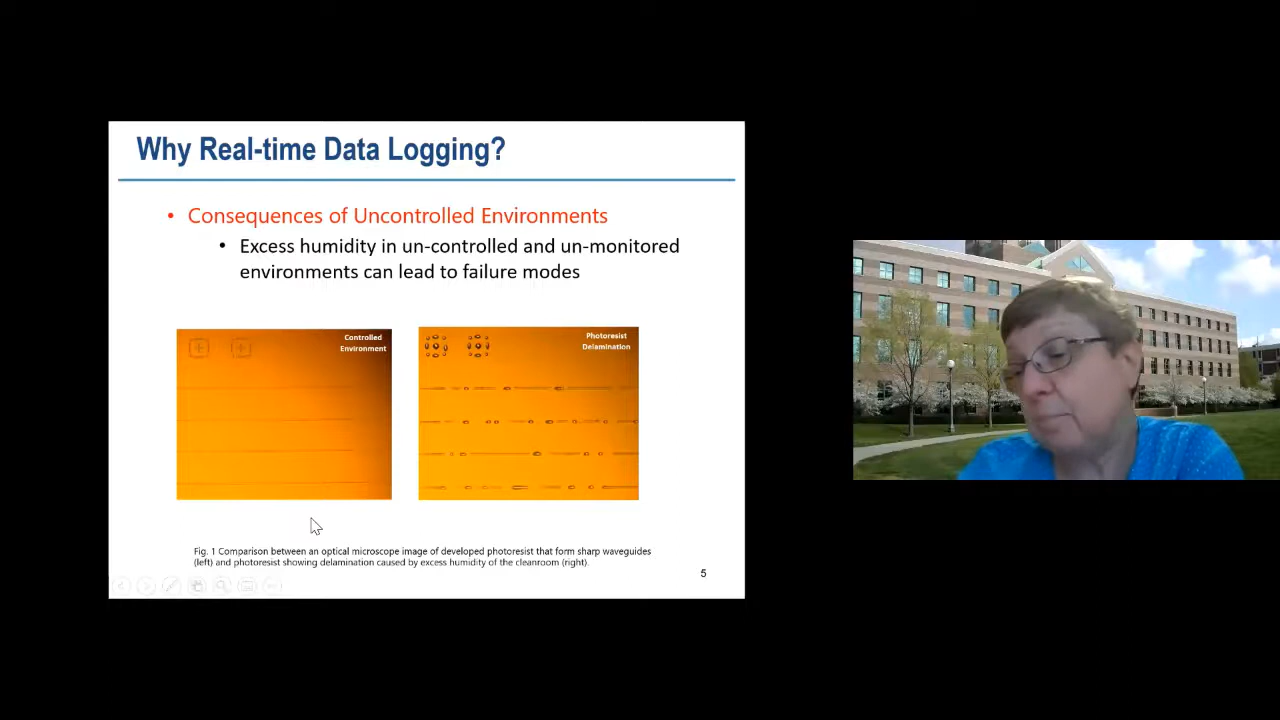 Why Real-time Data Logging?
• Consequences of Uncontrolled Environments
• Excess humidity in un-controlled and un-monitored
environments can lead to failure modes
Controlled
Environment
Photoresist
Delamination
Fig. 1 Comparison between an optical microscope image of developed photoresist that form sharp waveguides
(left) and photoresist showing delamination caused by excess humidity of the cleanroom (right).
5